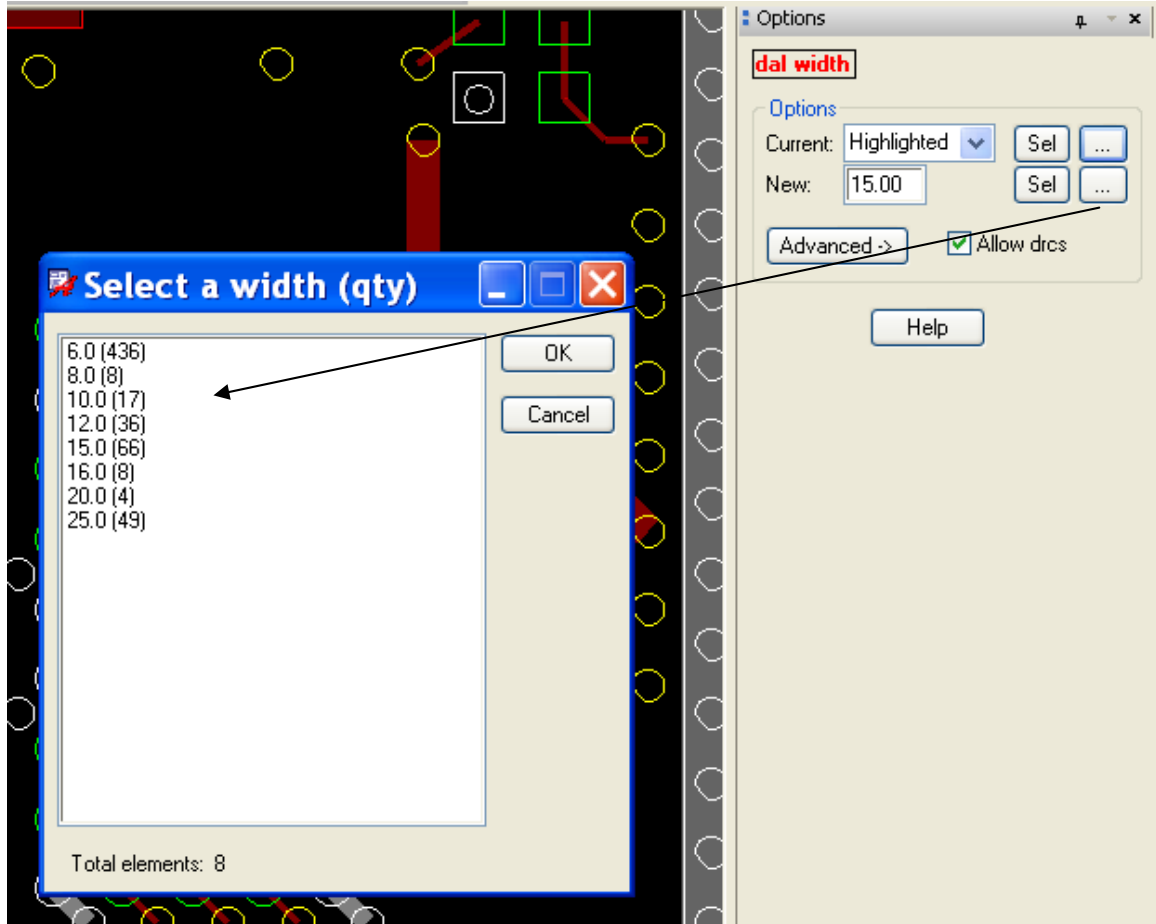 Options
dal width
Options
Current: Highlighted Sel ...
New: 15.00 Sel ...
Advanced -> Allow drcs
Help
Select a width (qty)
6.0 (436)
8.0 (8)
10.0 (17)
12.0 (36)
15.0 (66)
16.0 (8)
20.0 (4)
25.0 (49)
OK
Cancel
Total elements: 8